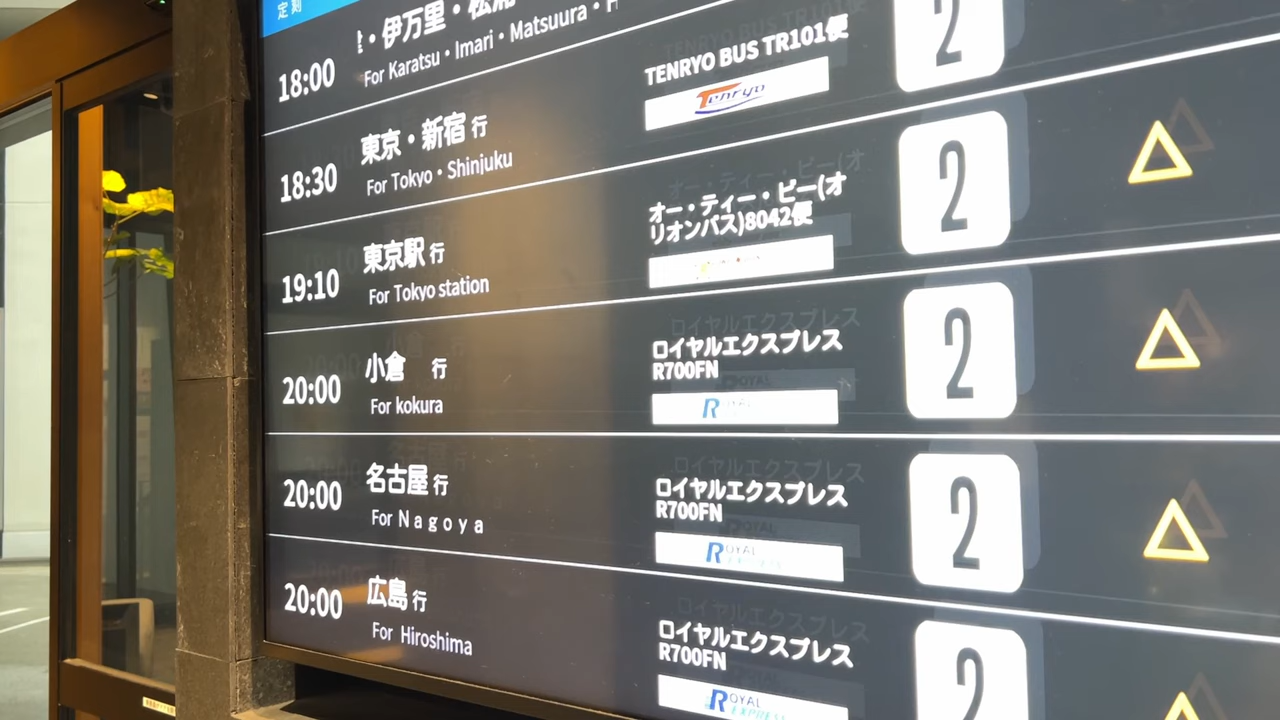 定刻
18:00
・伊万里・松浦
For Karatsu・Imari・Matsuura・H
TENRYO BUS TR101便
Tenryo
2
18:30
東京・新宿 行
For Tokyo・Shinjuku
オー・ティー・ビー(オ
リオンバス)8042便
2
19:10
東京駅 行
For Tokyo station
ロイヤルエクスプレス
R700FN
ROYAL
2
20:00
小倉 行
For kokura
ロイヤルエクスプレス
R700FN
ROYAL
2
20:00
名古屋 行
For Nagoya
ロイヤルエクスプレス
R700FN
ROYAL
EXPRESS
2
20:00
広島 行
For Hiroshima